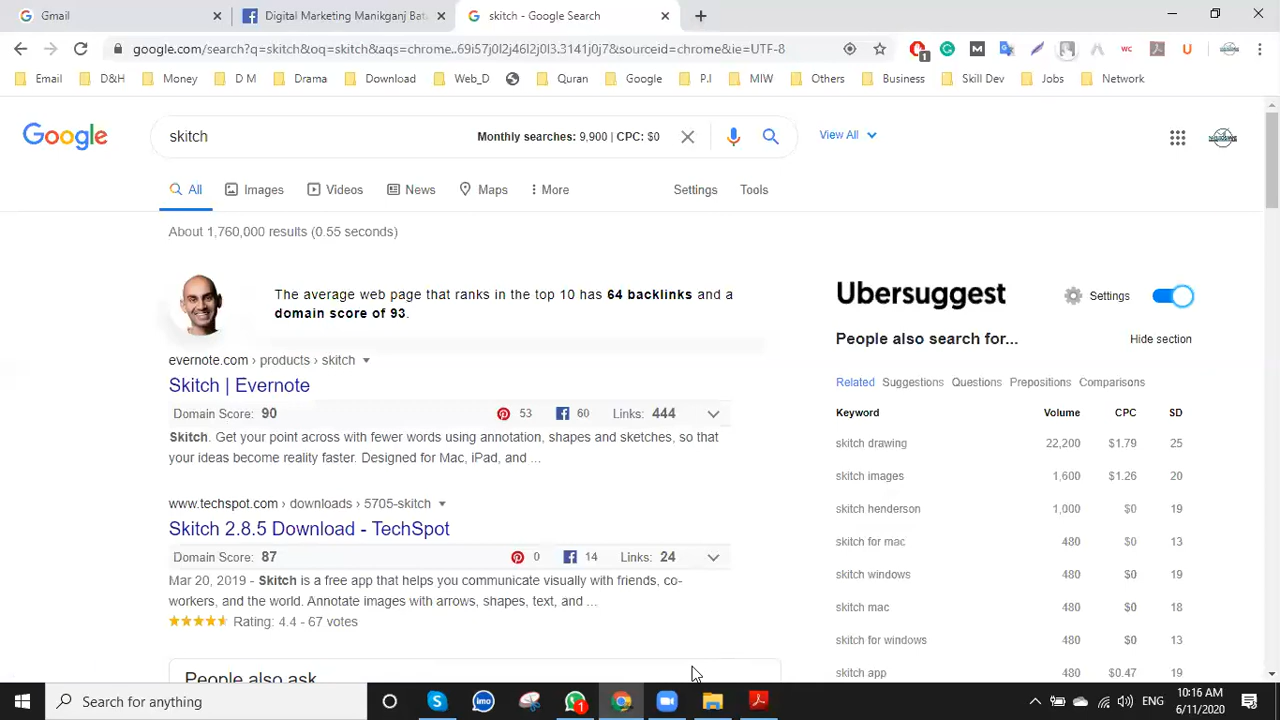 Gmail
Digital Marketing Manikganj Bat
skitch - Google Search
google.com/search?q=skitch&oq=skitch&aqs=chrome..69i57j0l2j46l2j0l3.3141j0j7&sourceid=chrome&ie=UTF-8
1
M
WC
U
Email
D&H
Money
D M
Drama
Download
Web_D
Quran
Google
P.I
MIW
Others
Business
Skill Dev
Jobs
Network
Google
skitch
Monthly searches: 9,900 | CPC: $0
View All
All
Images
Videos
News
Maps
More
Settings
Tools
About 1,760,000 results (0.55 seconds)
The average web page that ranks in the top 10 has 64 backlinks and a
domain score of 93.
evernote.com › products › skitch
Skitch | Evernote
Domain Score: 90
53
60
Links: 444
Skitch. Get your point across with fewer words using annotation, shapes and sketches, so that
your ideas become reality faster. Designed for Mac, iPad, and ...
www.techspot.com › downloads › 5705-skitch
Skitch 2.8.5 Download - TechSpot
Domain Score: 87
0
14
Links: 24
Mar 20, 2019 - Skitch is a free app that helps you communicate visually with friends, co-
workers, and the world. Annotate images with arrows, shapes, text, and ...
Rating: 4.4 - 67 votes
People also ask
Ubersuggest
Settings
People also search for...
Hide section
Related Suggestions Questions Prepositions Comparisons
Keyword Volume CPC SD
skitch drawing 22,200 $1.79 25
skitch images 1,600 $1.26 20
skitch henderson 1,000 $0 19
skitch for mac 480 $0 13
skitch windows 480 $0 19
skitch mac 480 $0 18
skitch for windows 480 $0 13
skitch app 480 $0.47 19
Search for anything
imo
1
ENG
10:16 AM
6/11/2020